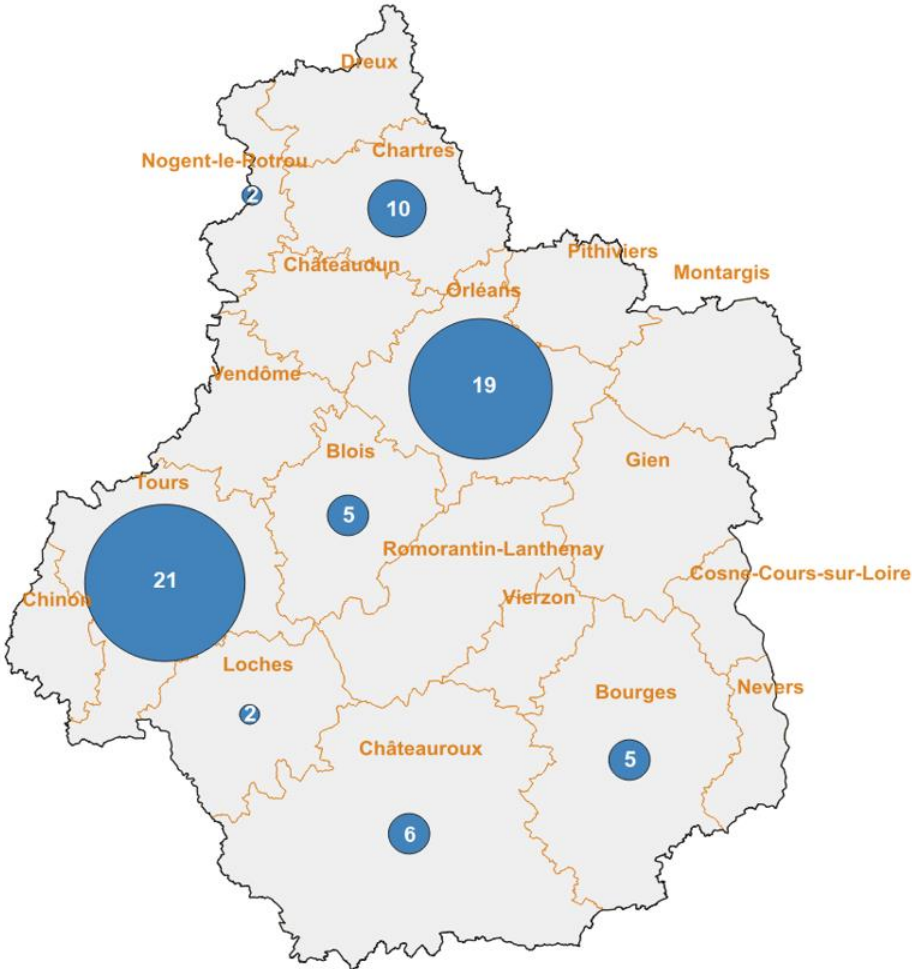 Dreux
Nogent-le-Rotrou
Chartres
2
10
Châteaudun
Pithiviers
Montargis
Orléans
Vendôme
19
Blois
Gien
Tours
5
Romorantin-Lanthenay
21
Cosne-Cours-sur-Loire
Chinon
Vierzon
Loches
Bourges
Nevers
2
Châteauroux
5
6